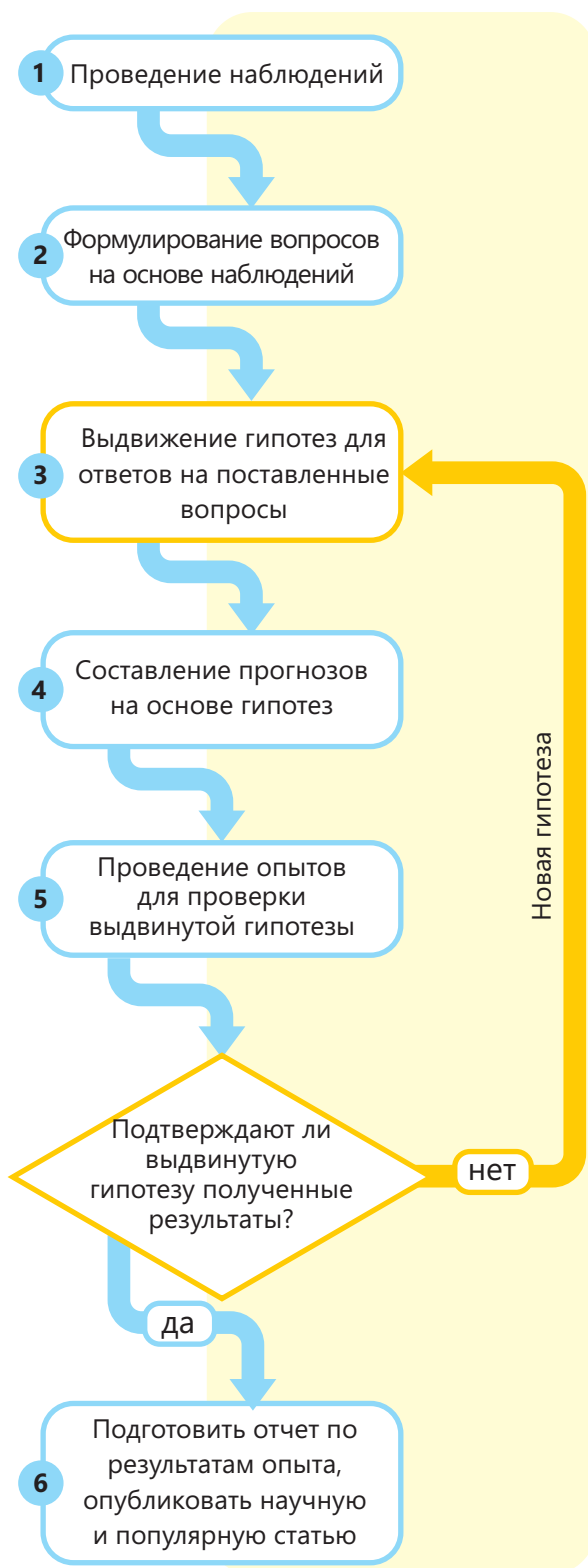 1
Проведение наблюдений
2
Формулирование вопросов
на основе наблюдений
3
Выдвижение гипотез для
ответов на поставленные
вопросы
4
Составление прогнозов
на основе гипотез
5
Проведение опытов
для проверки
выдвинутой гипотезы
Подтверждают ли
выдвинутую
гипотезу полученные
результаты?
нет
Новая гипотеза
да
6
Подготовить отчет по
результатам опыта,
опубликовать научную
и популярную статью